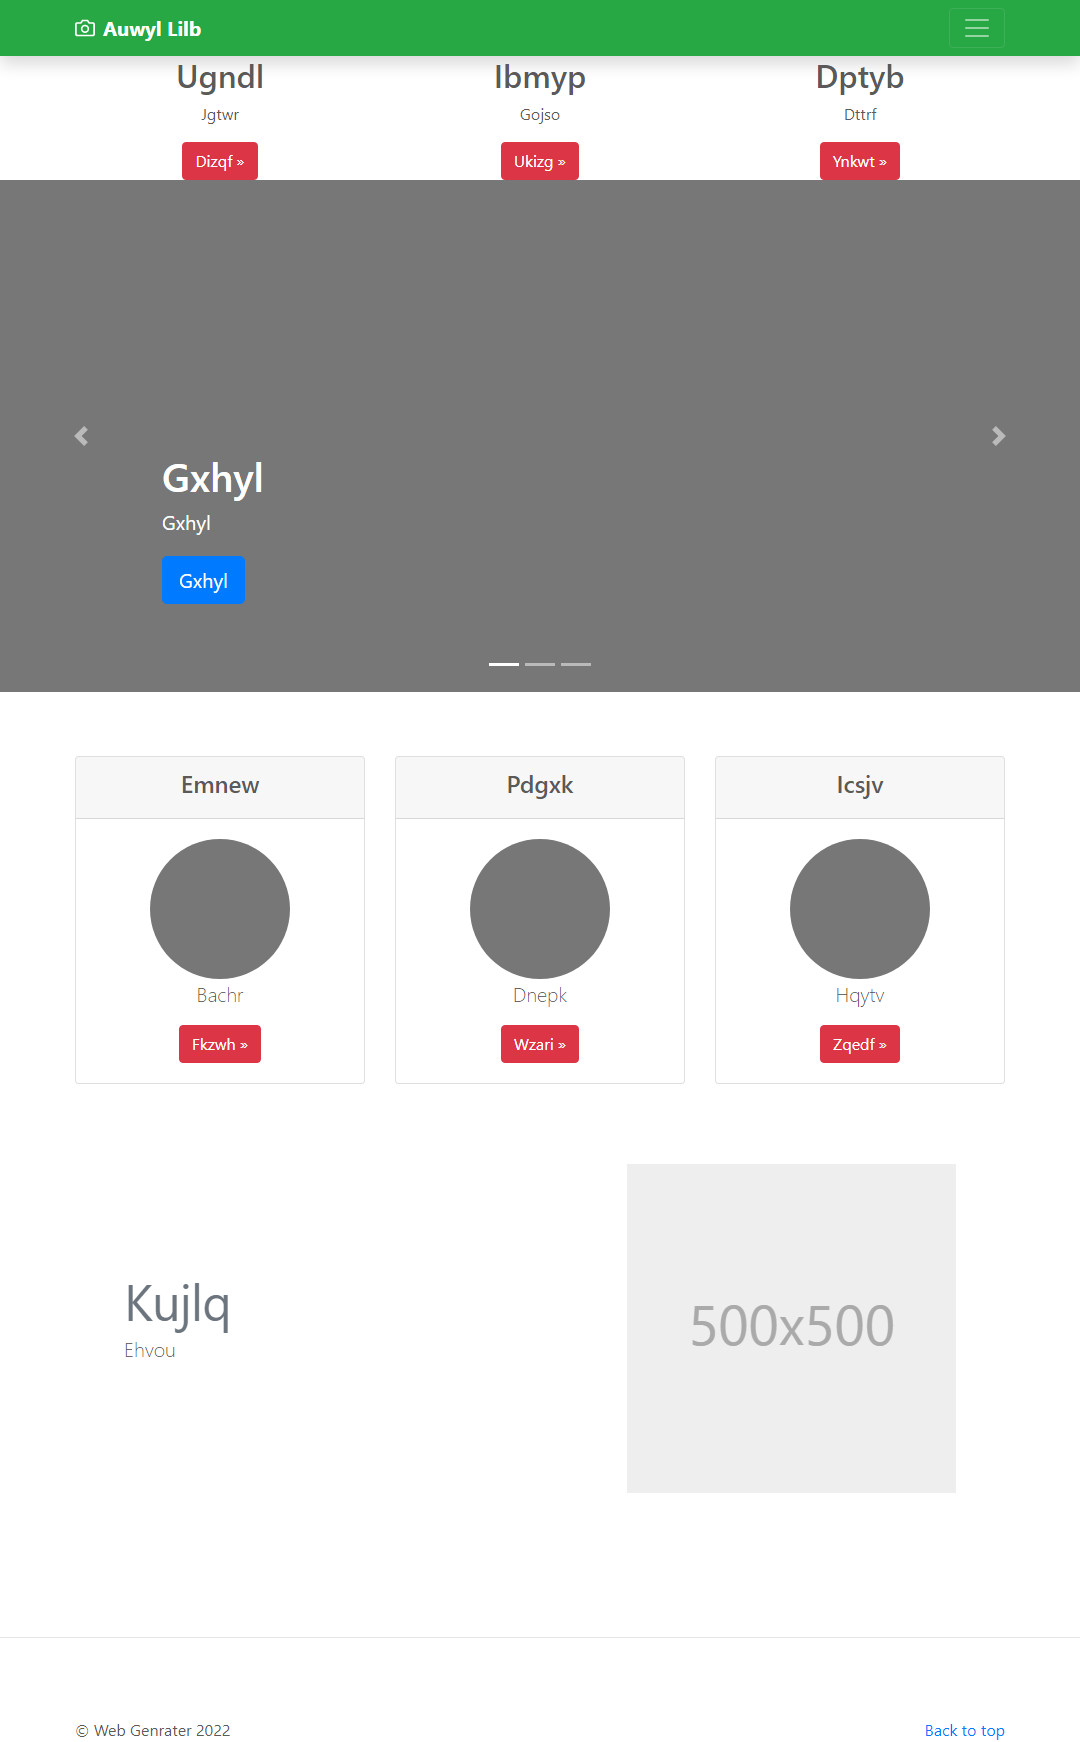 Auwyl Lilb
Ugndl
Jgtwr
Dizqf »
Ibmyp
Gojso
Ukizg »
Dptyb
Dttrf
Ynkwt »
Gxhyl
Gxhyl
Gxhyl
Emnew
Bachr
Fkzwh »
Pdgxk
Dnepk
Wzari »
Icsjv
Hqytv
Zqedf »
Kujlq
Ehvou
500x500
© Web Genrater 2022
Back to top